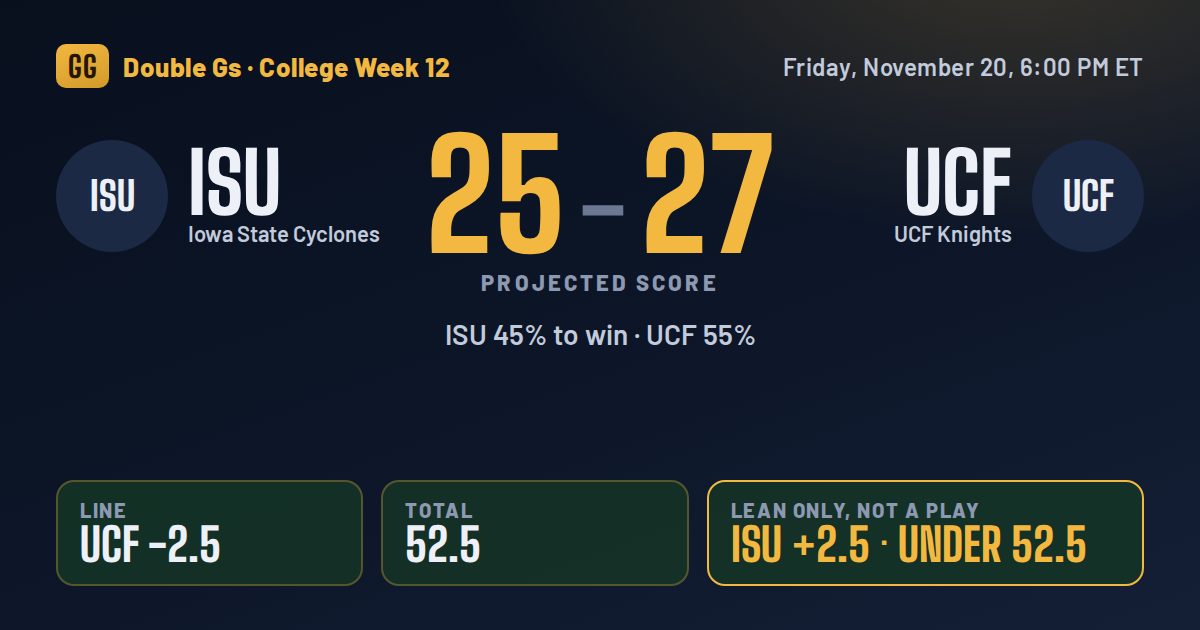 GG
Double Gs · College Week 12
Friday, November 20, 6:00 PM ET
ISU
ISU
Iowa State Cyclones
25 – 27
PROJECTED SCORE
ISU 45% to win · UCF 55%
UCF
UCF Knights
UCF
LINE
UCF −2.5
TOTAL
52.5
LEAN ONLY, NOT A PLAY
ISU +2.5 · UNDER 52.5